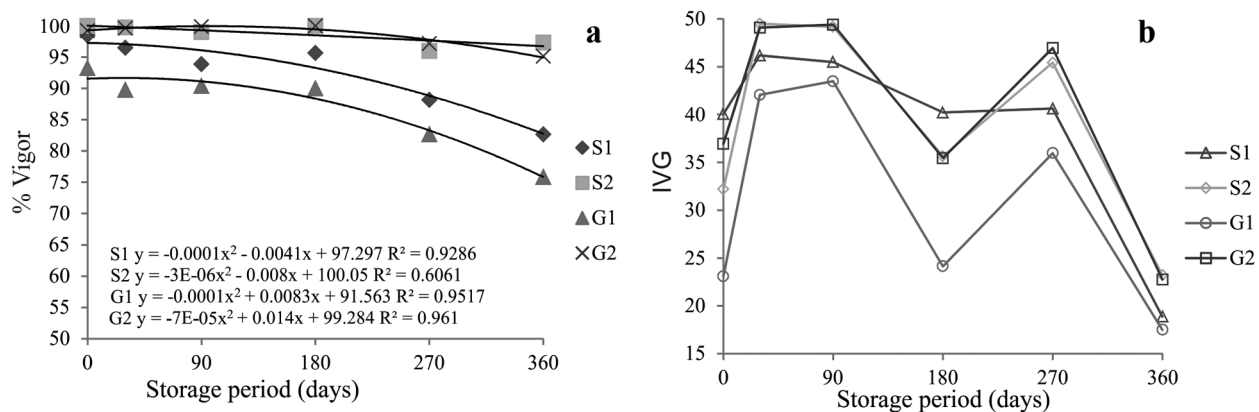 a
100
95
90
85
80
75
70
65
60
55
50
% Vigor
S1
S2
G1
G2
S1 y = -0.0001x² - 0.0041x + 97.297 R² = 0.9286
S2 y = -3E-06x² - 0.008x + 100.05 R² = 0.6061
G1 y = -0.0001x² + 0.0083x + 91.563 R² = 0.9517
G2 y = -7E-05x² + 0.014x + 99.284 R² = 0.961
0 90 180 270 360
Storage period (days)
b
50
45
40
35
30
25
20
15
IVG
S1
S2
G1
G2
0 90 180 270 360
Storage period (days)